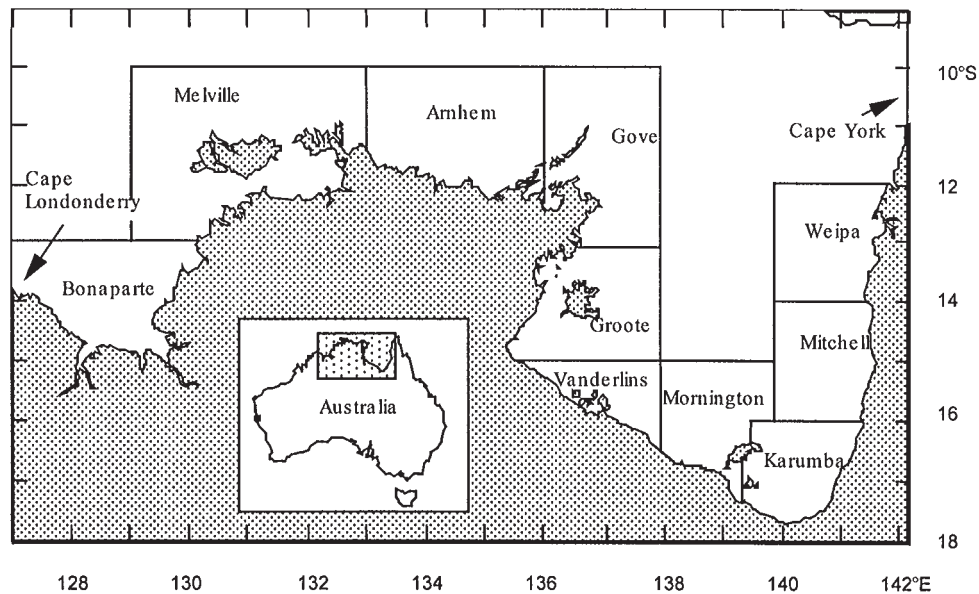 10°S
Melville
Arnhem
Gove
Cape York
Cape
Londonderry
12
Weipa
Bonaparte
14
Groote
Mitchell
Australia
Vanderlins
Mornington
16
Karumba
18
128
130
132
134
136
138
140
142°E